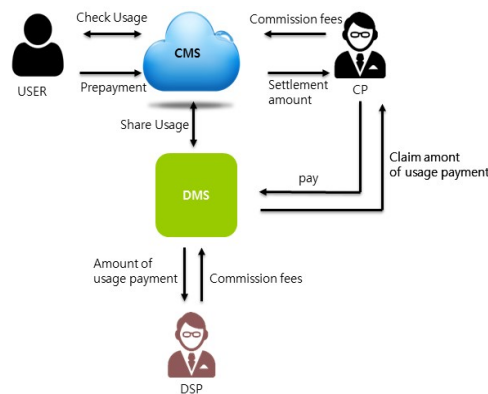 Check Usage
Commission fees
CMS
USER
Prepayment
Settlement
amount
CP
Share Usage
Claim amont
of usage payment
pay
DMS
Amount of
usage payment
Commission fees
DSP